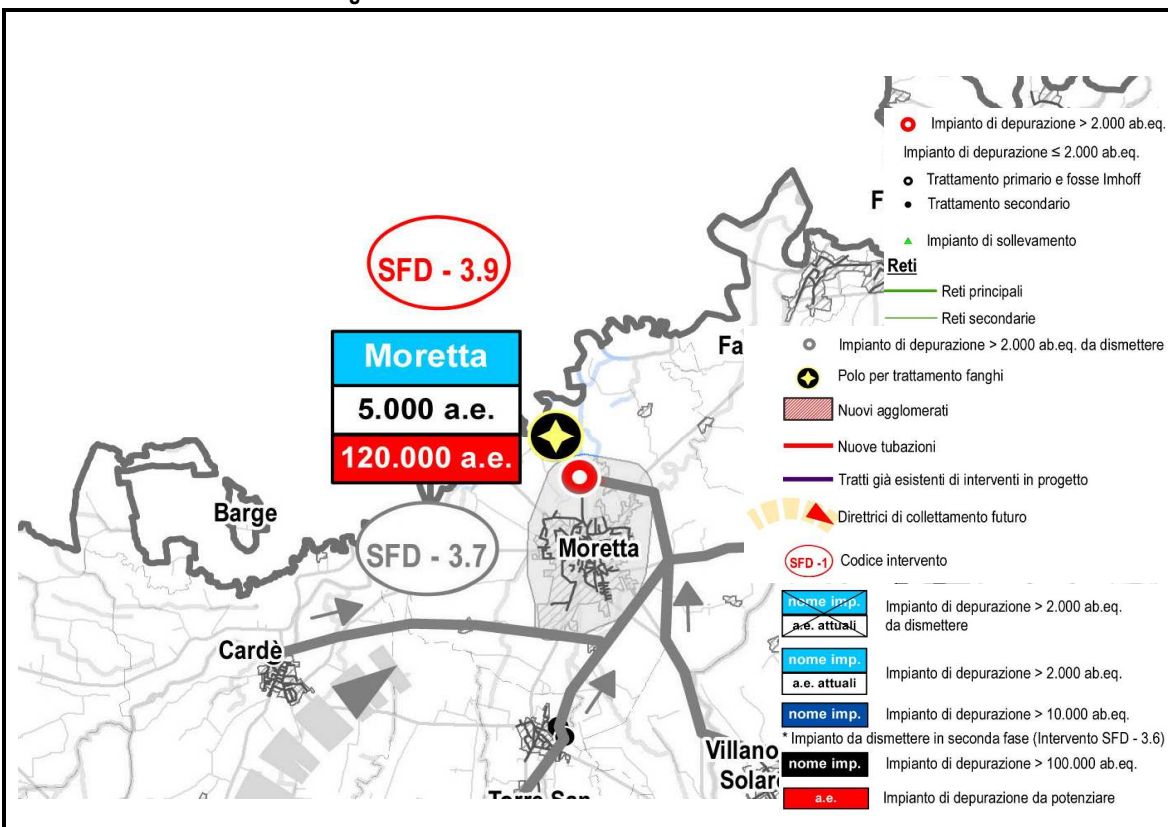 SFD - 3.9
Moretta
5.000 a.e.
120.000 a.e.
Barge
SFD - 3.7
Moretta
Cardè
Fa
F
Villano
Solaro
Torre San
Impianto di depurazione > 2.000 ab.eq.
Impianto di depurazione ≤ 2.000 ab.eq.
Trattamento primario e fosse Imhoff
Trattamento secondario
Impianto di sollevamento
Reti
Reti principali
Reti secondarie
Impianto di depurazione > 2.000 ab.eq. da dismettere
Polo per trattamento fanghi
Nuovi agglomerati
Nuove tubazioni
Tratti già esistenti di interventi in progetto
Direttrici di collettamento futuro
SFD -1
Codice intervento
nome imp.
a.e. attuali
Impianto di depurazione > 2.000 ab.eq.
da dismettere
nome imp.
a.e. attuali
Impianto di depurazione > 2.000 ab.eq.
nome imp.
Impianto di depurazione > 10.000 ab.eq.
* Impianto da dismettere in seconda fase (Intervento SFD - 3.6)
nome imp.
Impianto di depurazione > 100.000 ab.eq.
a.e.
Impianto di depurazione da potenziare